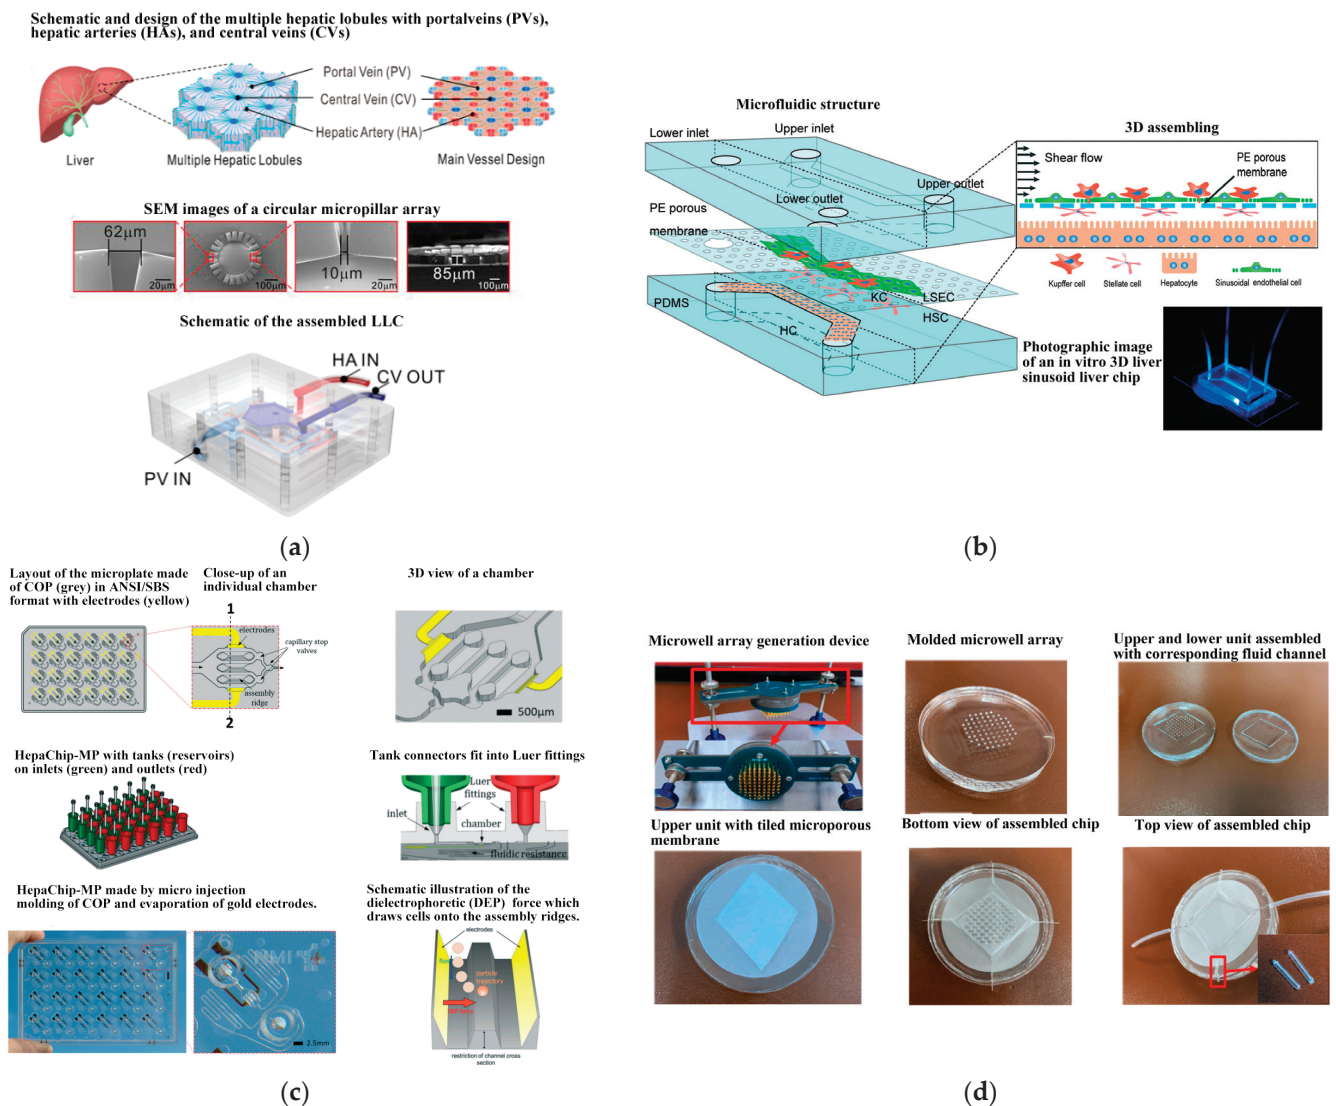 Schematic and design of the multiple hepatic lobules with portalveins (PVs),
hepatic arteries (HAs), and central veins (CVs)
Portal Vein (PV)
Central Vein (CV)
Hepatic Artery (HA)
Liver
Multiple Hepatic Lobules
Main Vessel Design
SEM images of a circular micropillar array
62μm
20μm
100μm
10μm
20μm
85μm
100μm
Schematic of the assembled LLC
HA IN
CV OUT
PV IN
(a)
Microfluidic structure
Lower inlet
Upper inlet
Upper outlet
Lower outlet
PE porous
membrane
KC
LSEC
HSC
PDMS
HC
3D assembling
Shear flow
PE porous
membrane
Kupffer cell
Stellate cell
Hepatocyte
Sinusoidal endothelial cell
Photographic image
of an in vitro 3D liver
sinusoid liver chip
(b)
Layout of the microplate made
of COP (grey) in ANSI/SBS
format with electrodes (yellow)
Close-up of an
individual chamber
1
electrodes
capillary stop
valves
assembly
ridge
2
3D view of a chamber
500μm
HepaChip-MP with tanks (reservoirs)
on inlets (green) and outlets (red)
Tank connectors fit into Luer fittings
Luer
fittings
inlet
chamber
fluidic resistance
HepaChip-MP made by micro injection
molding of COP and evaporation of gold electrodes.
NMI
2.5mm
Schematic illustration of the
dielectrophoretic (DEP) force which
draws cells onto the assembly ridges.
electrodes
flow
particle
trajectory
DEP force
restriction of channel cross
section
(c)
Microwell array generation device
Molded microwell array
Upper and lower unit assembled
with corresponding fluid channel
Upper unit with tiled microporous
membrane
Bottom view of assembled chip
Top view of assembled chip
(d)